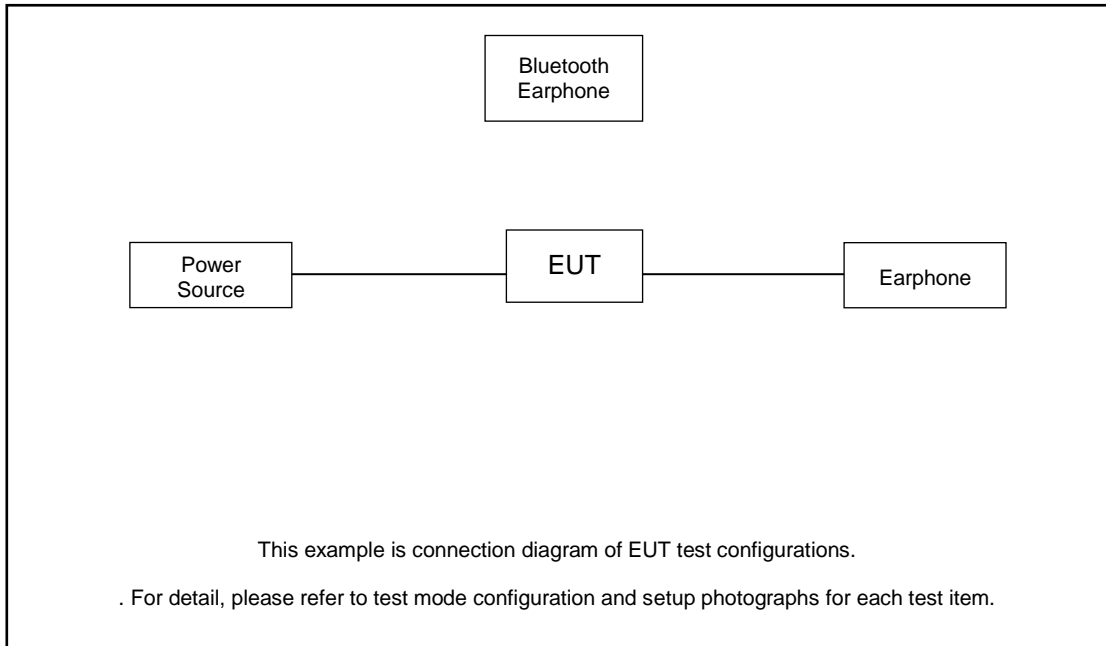 Bluetooth
Earphone
Power
Source
EUT
Earphone
This example is connection diagram of EUT test configurations.
. For detail, please refer to test mode configuration and setup photographs for each test item.